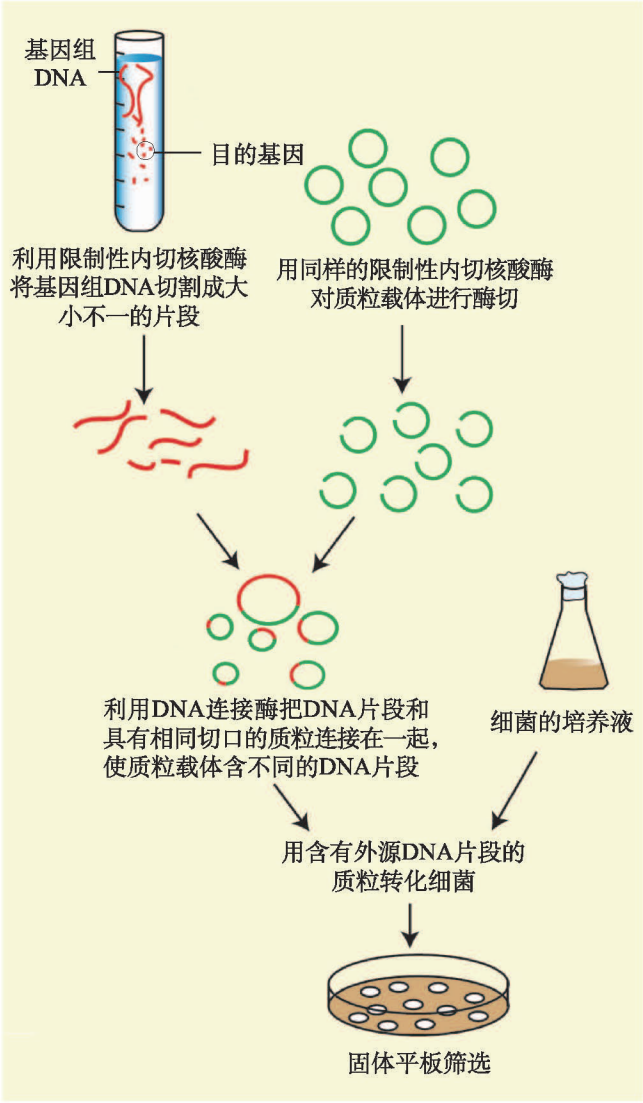 基因组
DNA
目的基因
利用限制性内切核酸酶
将基因组DNA切割成大
小不一的片段
用同样的限制性内切核酸酶
对质粒载体进行酶切
利用DNA连接酶把DNA片段和
具有相同切口的质粒连接在一起,
使质粒载体含不同的DNA片段
细菌的培养液
用含有外源DNA片段的
质粒转化细菌
固体平板筛选